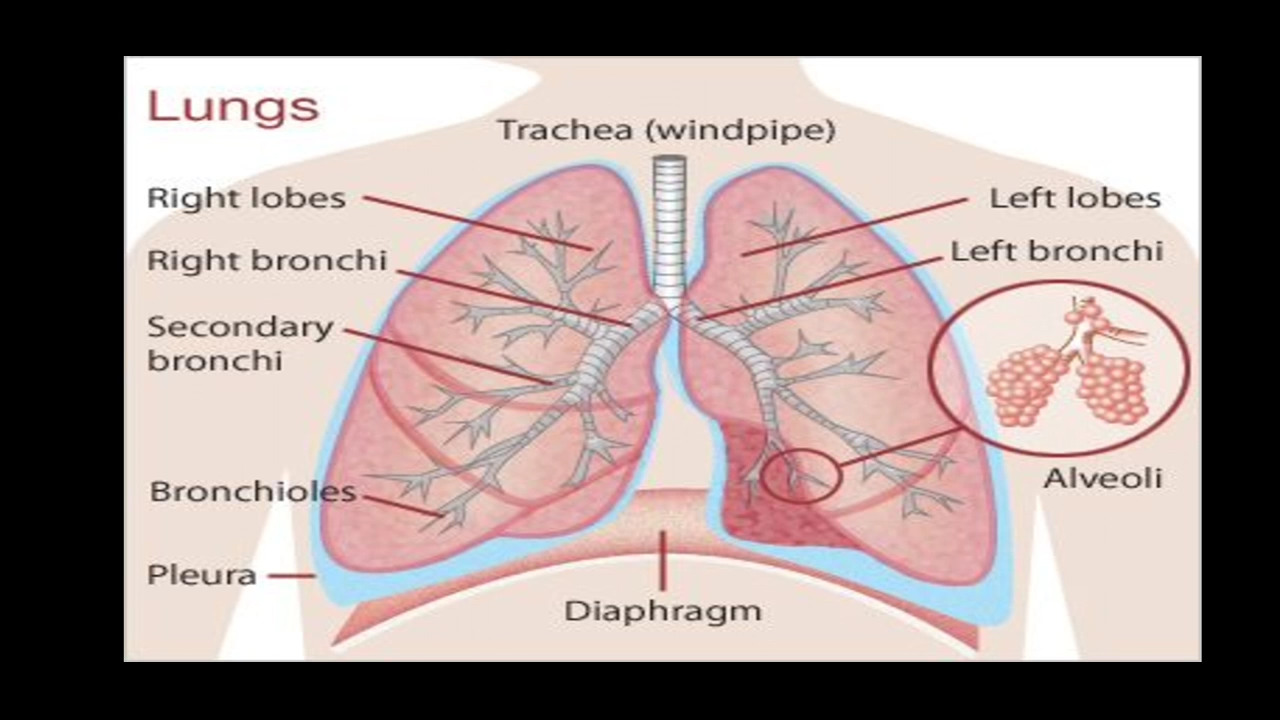 Lungs
Trachea (windpipe)
Right lobes
Left lobes
Right bronchi
Left bronchi
Secondary
bronchi
Alveoli
Bronchioles
Pleura
Diaphragm